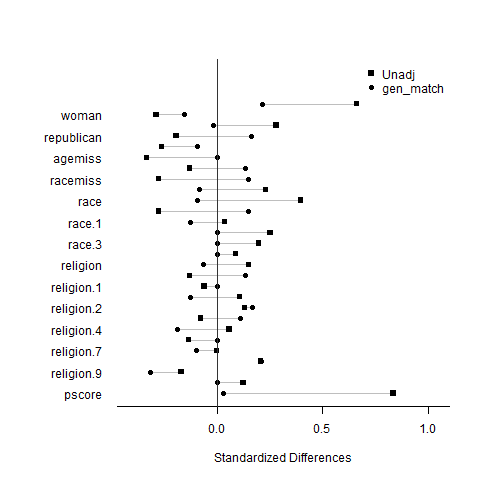 Unadj
gen_match
woman
republican
agemiss
racemiss
race
race.1
race.3
religion
religion.1
religion.2
religion.4
religion.7
religion.9
pscore
0.0 0.5 1.0
Standardized Differences